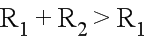 R₁ + R₂ > R₁